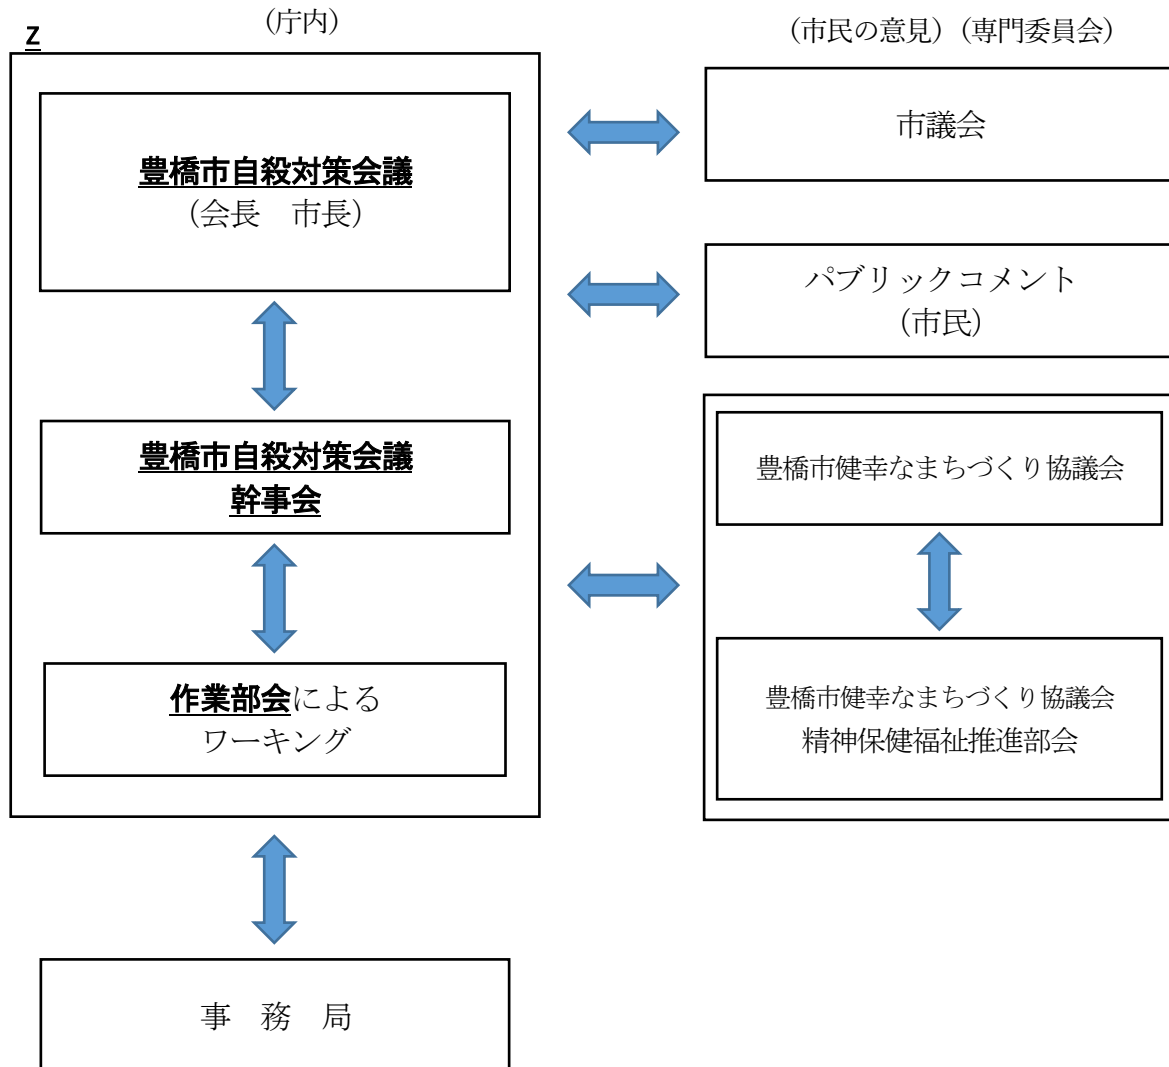 Z
(庁内)
(市民の意見)(専門委員会)
豊橋市自殺対策会議
(会長 市長)
市議会
パブリックコメント
(市民)
豊橋市自殺対策会議
幹事会
豊橋市健幸なまちづくり協議会
作業部会による
ワーキング
豊橋市健幸なまちづくり協議会
精神保健福祉推進部会
事 務 局